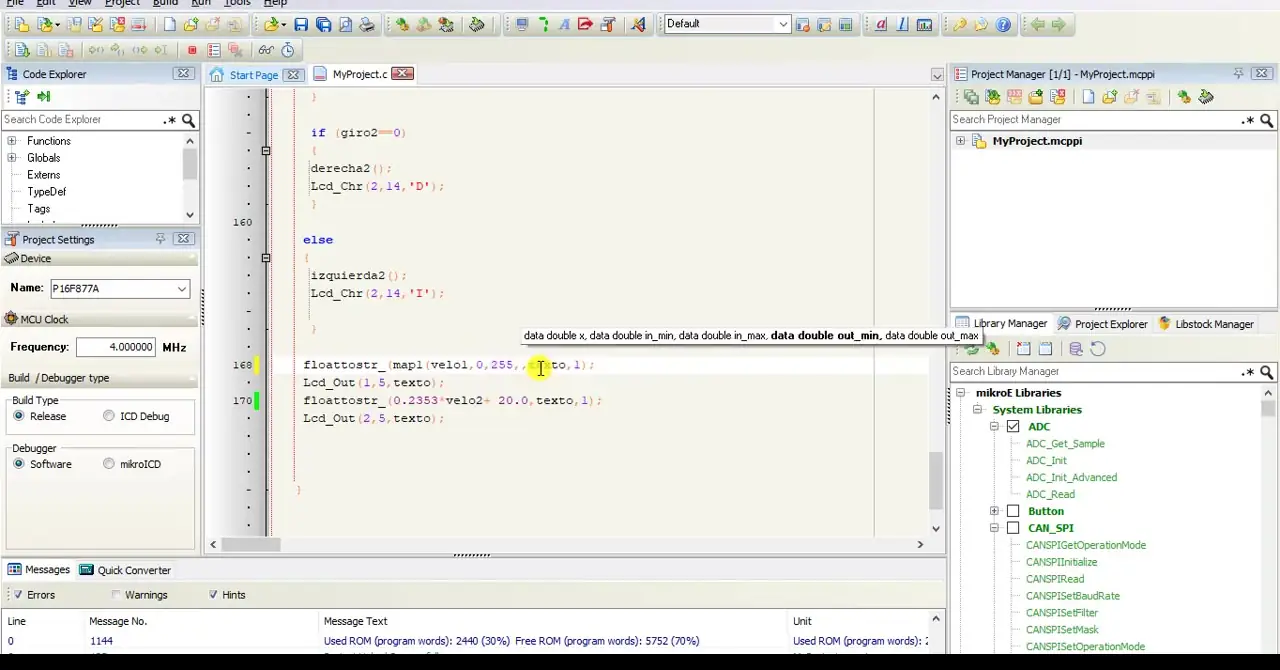 File Edit View Project Build Run Tools Help
Default
Code Explorer
Search Code Explorer
Functions
Globals
Externs
TypeDef
Tags
Project Settings
Device
Name: P16F877A
MCU Clock
Frequency: 4.000000 MHz
Build / Debugger type
Build Type
Release ICD Debug
Debugger
Software mikroICD
Start Page MyProject.c
}
if (giro2==0)
{
derecha2();
Lcd_Chr(2,14,'D');
}
160
else
{
izquierda2();
Lcd_Chr(2,14,'I');
}
data double x, data double in_min, data double in_max, data double out_min, data double out_max
168 floattostr_(map1(velo1,0,255,,texto,1);
Lcd_Out(1,5,texto);
170 floattostr_(0.2353*velo2+ 20.0,texto,1);
Lcd_Out(2,5,texto);
}
Project Manager [1/1] - MyProject.mcppi
Search Project Manager
MyProject.mcppi
Library Manager Project Explorer Libstock Manager
Search Library Manager
mikroE Libraries
System Libraries
ADC
ADC_Get_Sample
ADC_Init
ADC_Init_Advanced
ADC_Read
Button
CAN_SPI
CANSPIGetOperationMode
CANSPIInitialize
CANSPIRead
CANSPISetBaudRate
CANSPISetFilter
CANSPISetMask
CANSPISetOperationMode
Messages Quick Converter
Errors Warnings Hints
Line Message No. Message Text Unit
0 1144 Used ROM (program words): 2440 (30%) Free ROM (program words): 5752 (70%) Used ROM (program words): 2